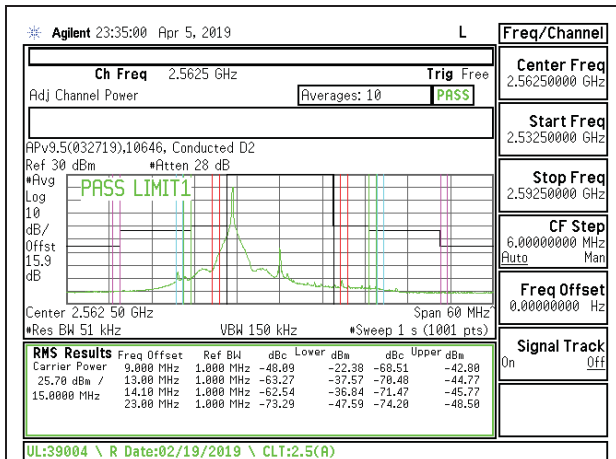 Agilent 23:35:00 Apr 5, 2019 L
Ch Freq 2.5625 GHz Trig Free
Adj Channel Power Averages: 10 PASS
APv9.5(032719),10646, Conducted D2
Ref 30 dBm #Atten 28 dB
#Avg
Log
10
dB/
Offst
15.9
dB
PASS LIMIT1
Center 2.562 50 GHz Span 60 MHz^
#Res BW 51 kHz VBW 150 kHz #Sweep 1 s (1001 pts)
RMS Results Freq Offset Ref BW dBc Lower dBm dBc Upper dBm
Carrier Power 9.000 MHz 1.000 MHz -48.09 -22.38 -68.51 -42.80
25.70 dBm / 13.00 MHz 1.000 MHz -63.27 -37.57 -70.48 -44.77
15.0000 MHz 14.10 MHz 1.000 MHz -62.54 -36.84 -71.47 -45.77
23.00 MHz 1.000 MHz -73.29 -47.59 -74.20 -48.50
UL:39004 \ R Date:02/19/2019 \ CLT:2.5(A)
Freq/Channel
Center Freq
2.56250000 GHz
Start Freq
2.53250000 GHz
Stop Freq
2.59250000 GHz
CF Step
6.00000000 MHz
Auto Man
Freq Offset
0.00000000 Hz
Signal Track
On Off